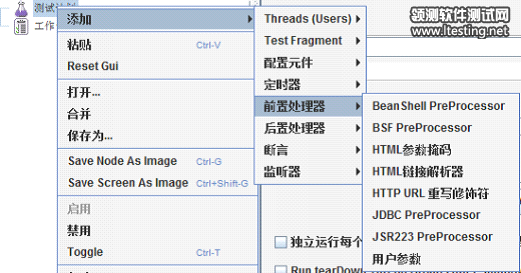 测试计划
工作
添加
粘贴 Ctrl-V
Reset Gui
打开...
合并
保存为...
Save Node As Image Ctrl-G
Save Screen As Image Ctrl+Shift-G
启用
禁用
Toggle Ctrl-T
Threads (Users)
Test Fragment
配置元件
定时器
前置处理器
后置处理器
断言
监听器
BeanShell PreProcessor
BSF PreProcessor
HTML参数掩码
HTML链接解析器
HTTP URL 重写修饰符
JDBC PreProcessor
JSR223 PreProcessor
用户参数
独立运行每个
Run tearDow
领测软件测试网
www.ltesting.net